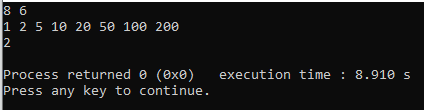 8 6
1 2 5 10 20 50 100 200
2
Process returned 0 (0x0)   execution time : 8.910 s
Press any key to continue.